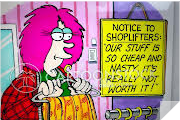 NOTICE TO
SHOPLIFTERS:
"OUR STUFF IS
SO CHEAP AND
NASTY, IT'S
REALLY NOT
WORTH IT!"